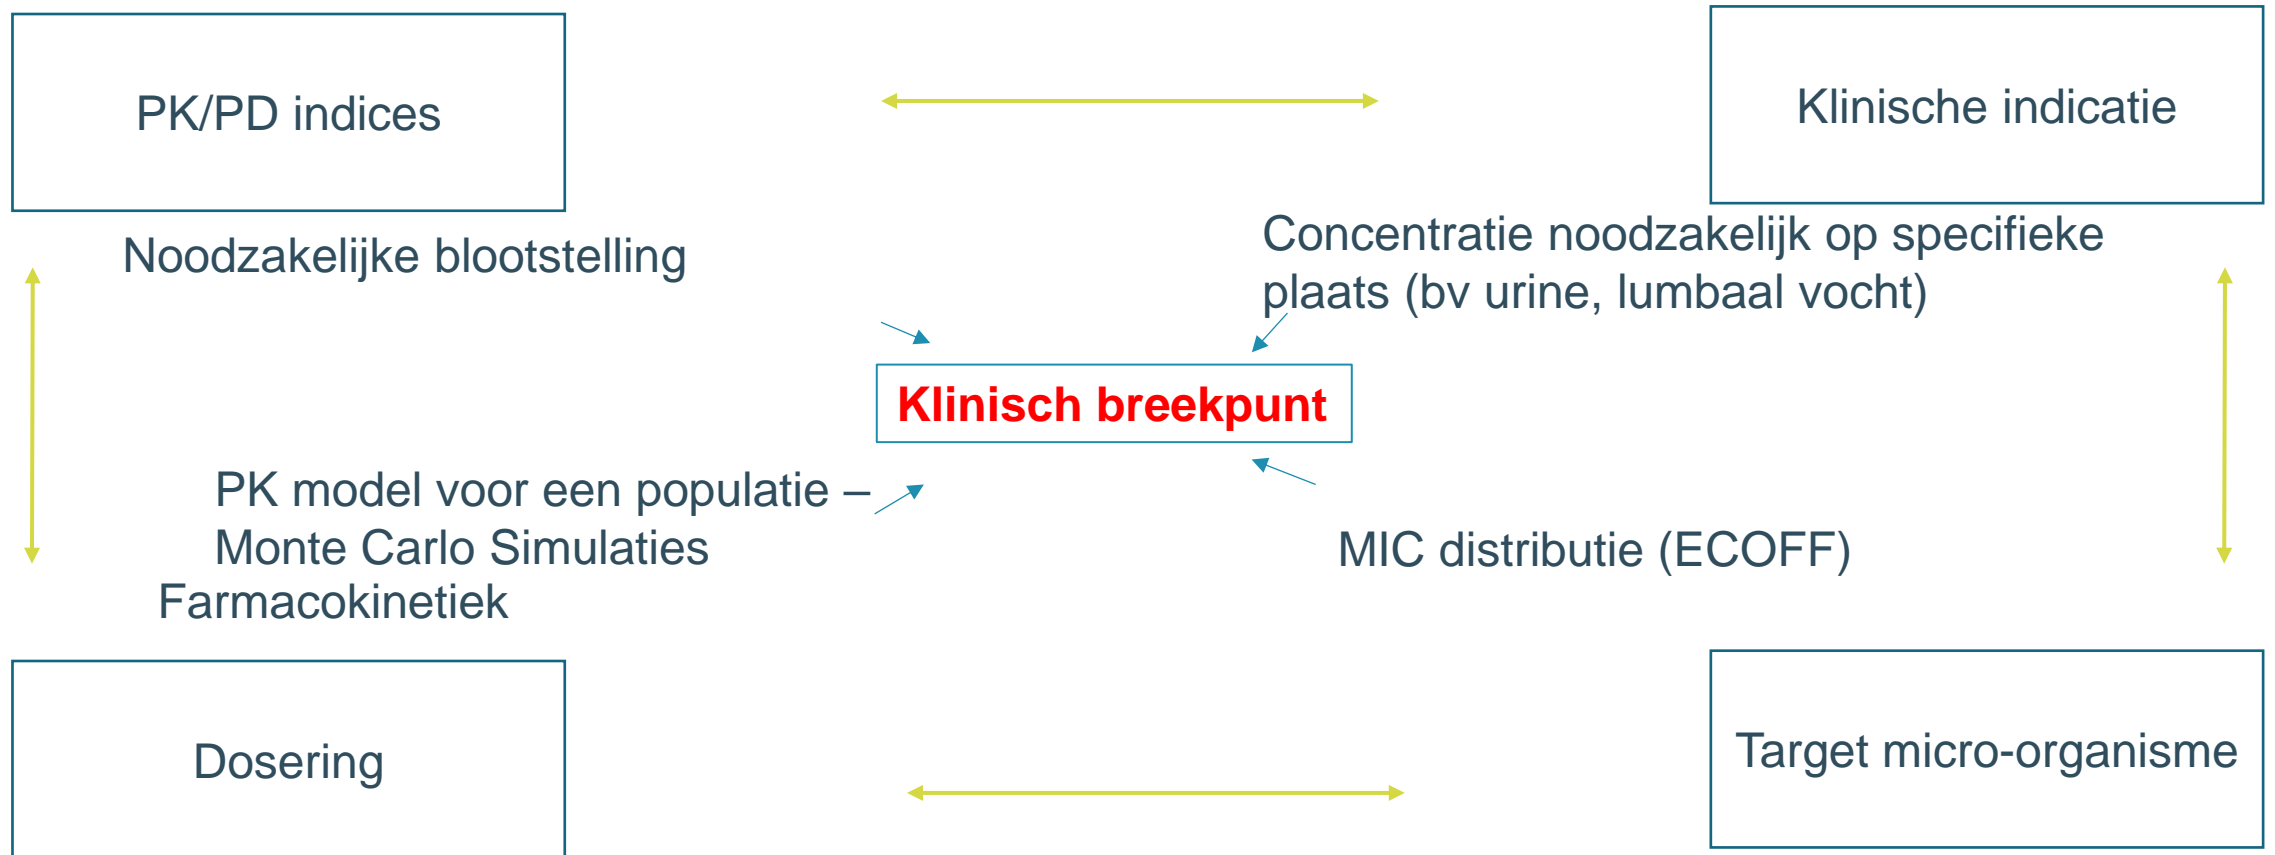 PK/PD indices
Klinische indicatie
Noodzakelijke blootstelling
Concentratie noodzakelijk op specifieke
plaats (bv urine, lumbaal vocht)
Klinisch breekpunt
PK model voor een populatie –
Monte Carlo Simulaties
Farmacokinetiek
MIC distributie (ECOFF)
Dosering
Target micro-organisme